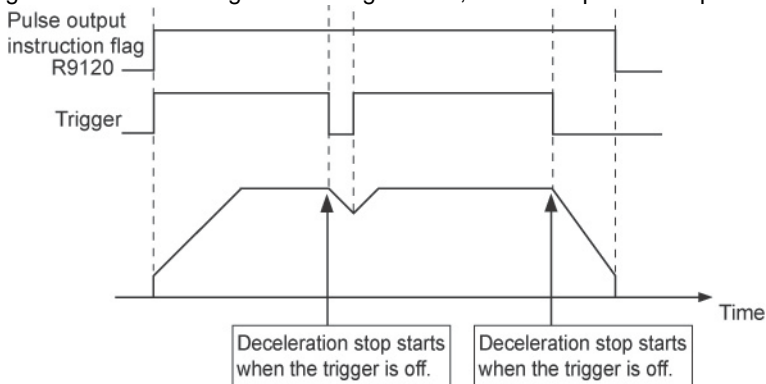 Pulse output
instruction flag
R9120
Trigger
Time
Deceleration stop starts
when the trigger is off.
Deceleration stop starts
when the trigger is off.